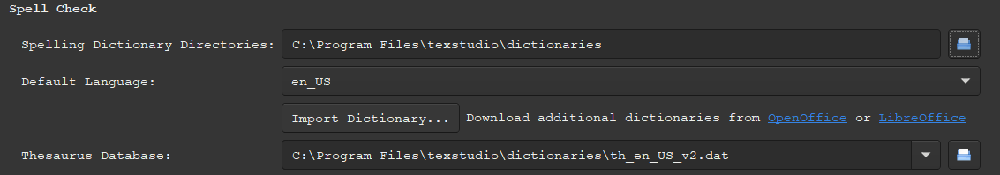 Spell Check
Spelling Dictionary Directories: C:\Program Files\texstudio\dictionaries
Default Language: en_US
Import Dictionary... Download additional dictionaries from OpenOffice or LibreOffice
Thesaurus Database: C:\Program Files\texstudio\dictionaries\th_en_US_v2.dat